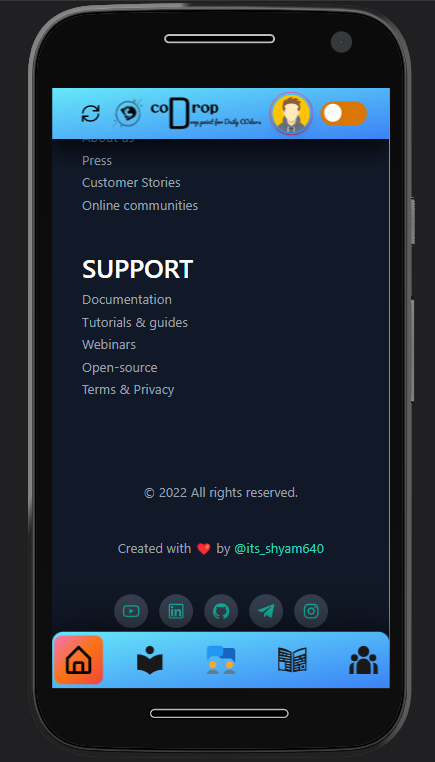 coDrop
About us
Press
Customer Stories
Online communities
SUPPORT
Documentation
Tutorials & guides
Webinars
Open-source
Terms & Privacy
© 2022 All rights reserved.
Created with ❤️ by @its_shyam640